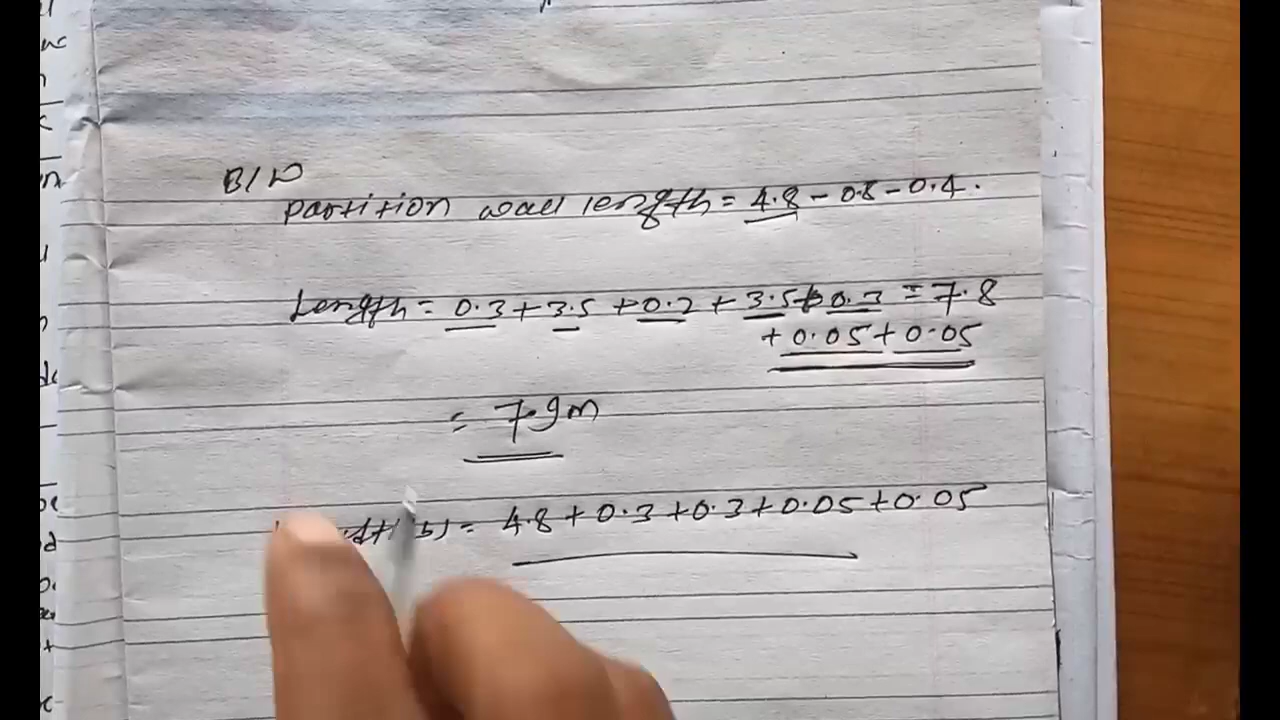 B/W
partition wall length = 4.8 - 0.8 - 0.4.
Length = 0.3 + 3.5 + 0.2 + 3.5 + 0.3 = 7.8
+ 0.05 + 0.05
= 7.9m
= 4.8 + 0.3 + 0.3 + 0.05 + 0.05